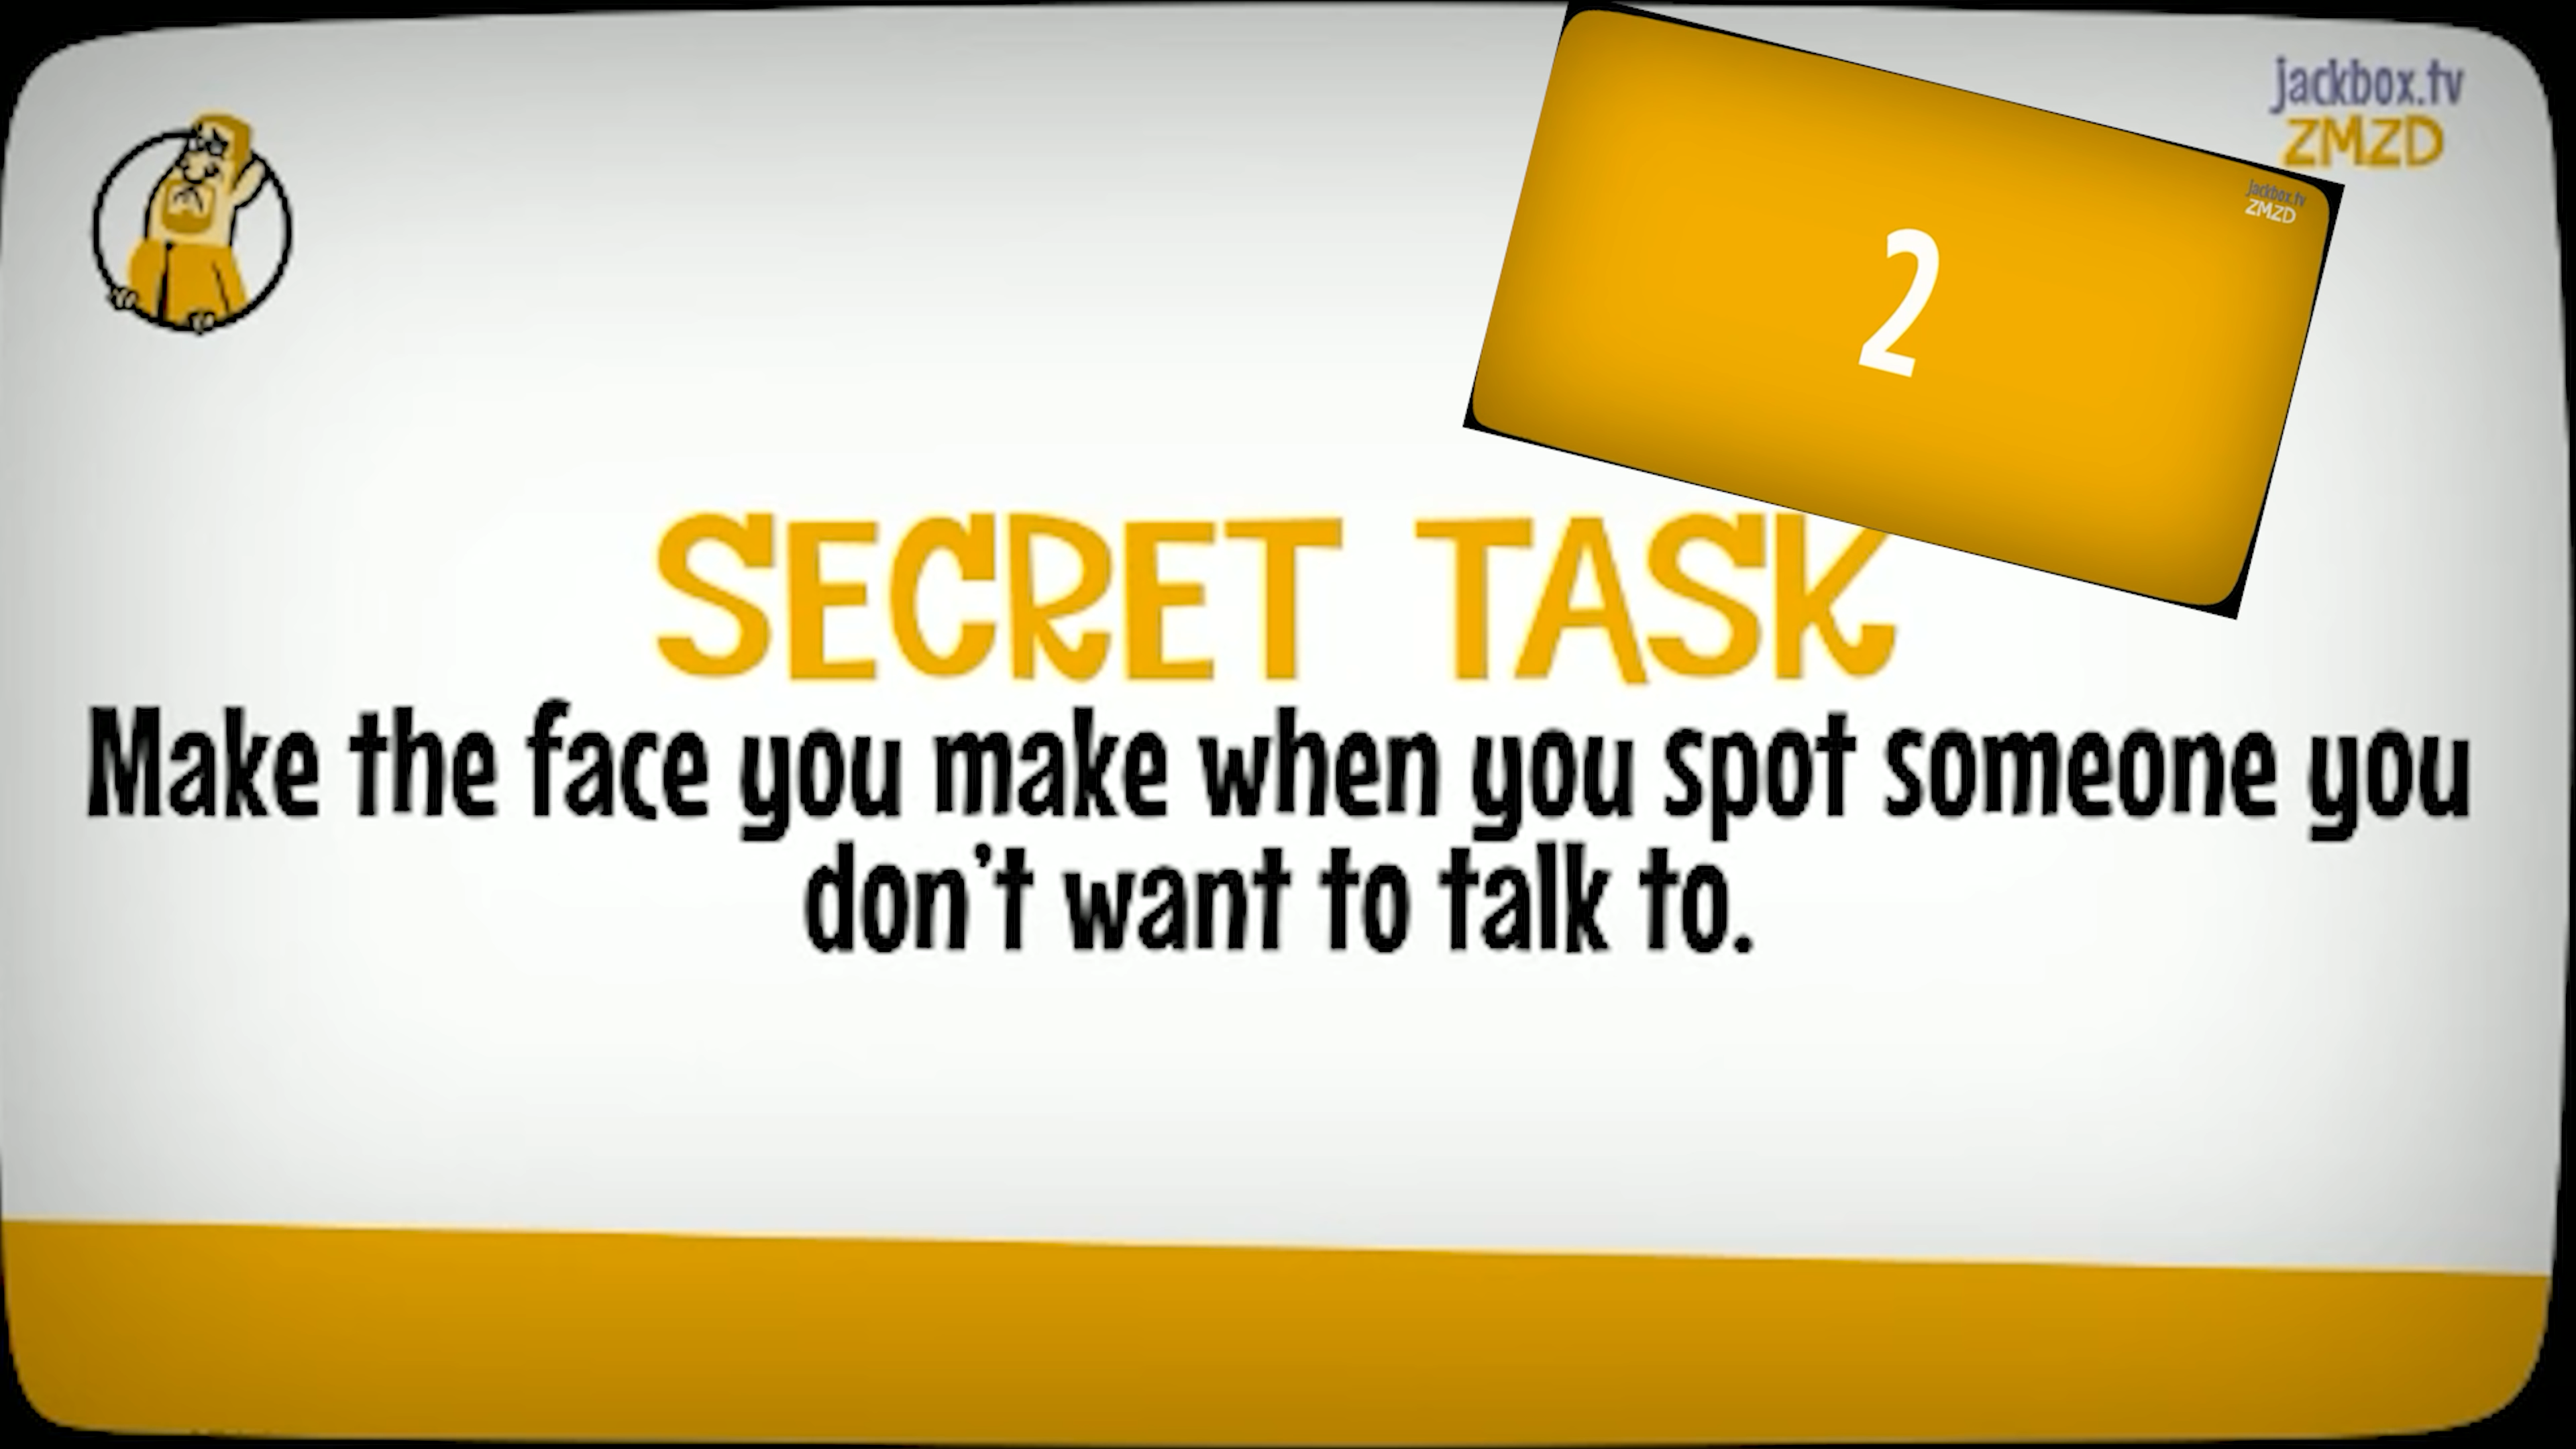 jackbox.tv
ZMZD
jackbox.tv
ZMZD
2
SECRET TASK
Make the face you make when you spot someone you
don't want to talk to.